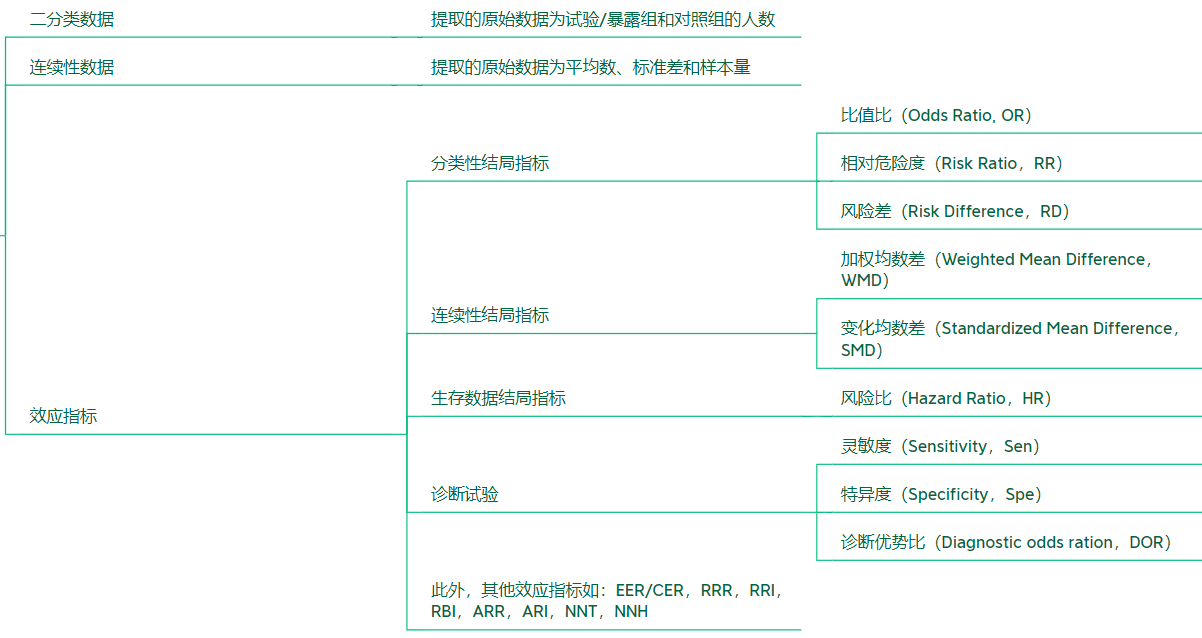 二分类数据
提取的原始数据为试验/暴露组和对照组的人数
连续性数据
提取的原始数据为平均数、标准差和样本量
效应指标
分类性结局指标
比值比（Odds Ratio, OR）
相对危险度（Risk Ratio，RR）
风险差（Risk Difference，RD）
连续性结局指标
加权均数差（Weighted Mean Difference，
WMD）
变化均数差（Standardized Mean Difference，
SMD）
生存数据结局指标
风险比（Hazard Ratio，HR）
诊断试验
灵敏度（Sensitivity，Sen）
特异度（Specificity，Spe）
诊断优势比（Diagnostic odds ration，DOR）
此外，其他效应指标如：EER/CER，RRR，RRI，
RBI，ARR，ARI，NNT，NNH